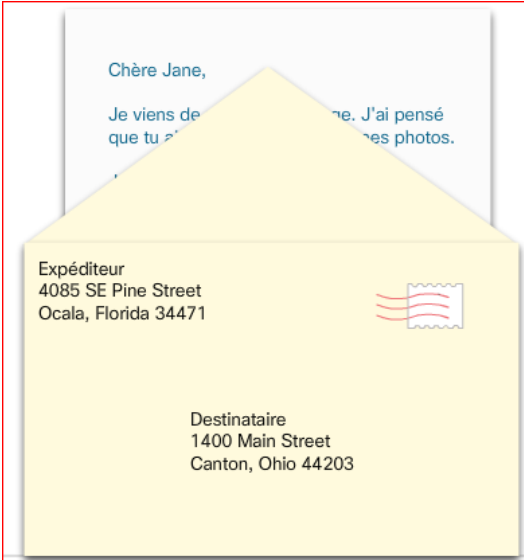 Chère Jane,
Je viens de J'ai pensé
que tu photos.
Expéditeur
4085 SE Pine Street
Ocala, Florida 34471
Destinataire
1400 Main Street
Canton, Ohio 44203